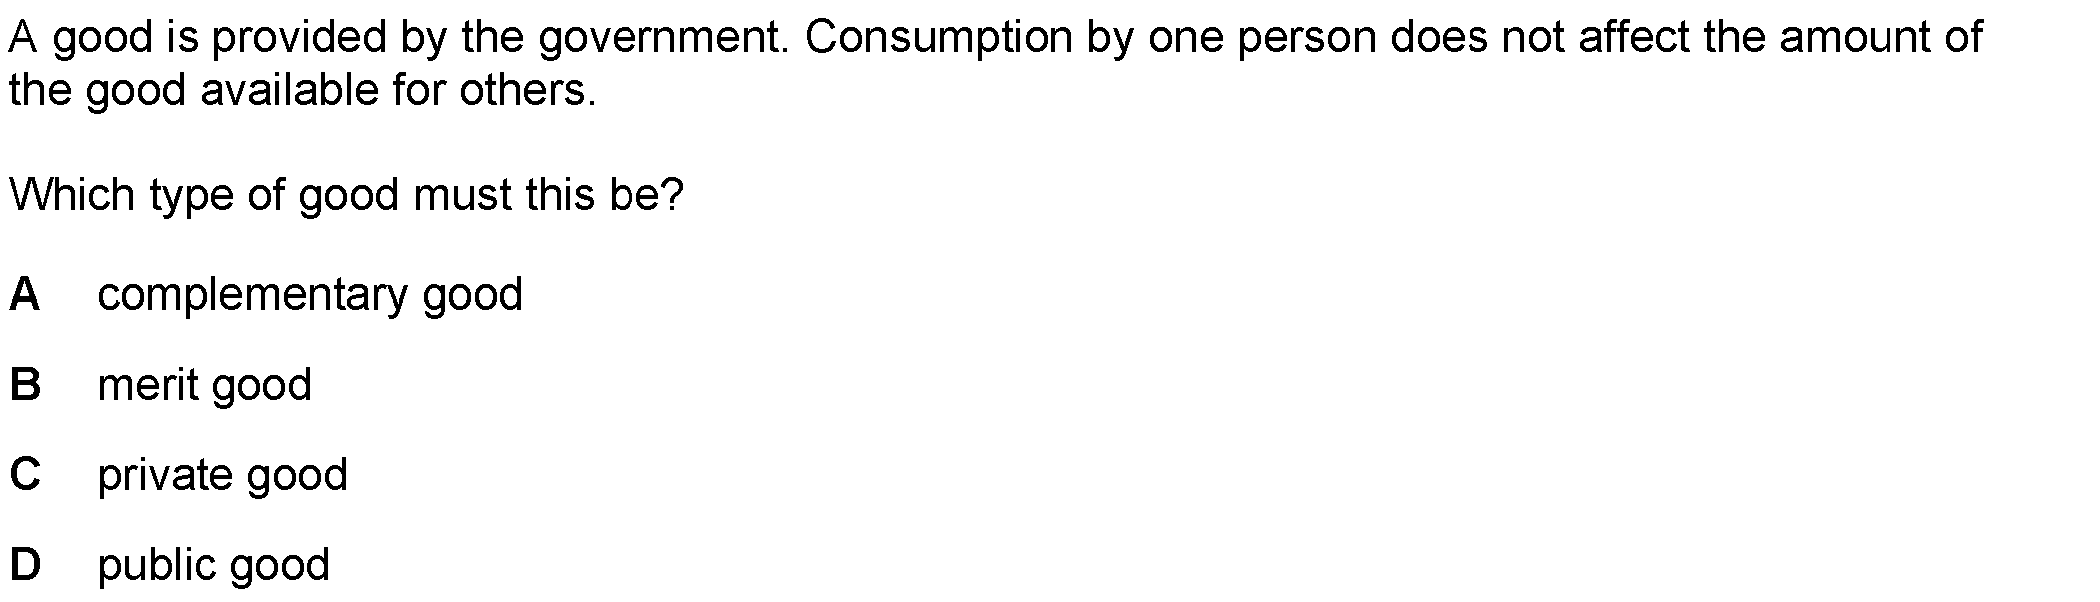 A good is provided by the government. Consumption by one person does not affect the amount of
the good available for others.
Which type of good must this be?
A complementary good
B merit good
C private good
D public good